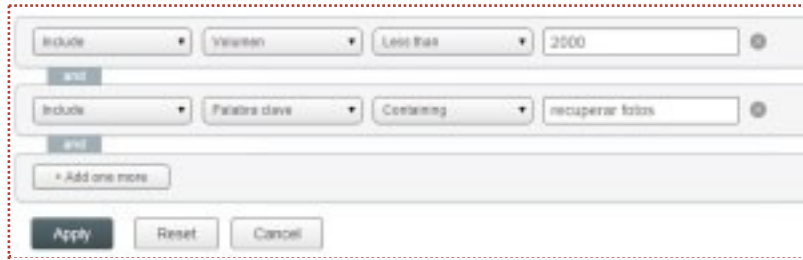 Include Volumen Less than 2000
and
Include Palabra clave Containing recuperar fotos
and
+ Add one more
Apply Reset Cancel